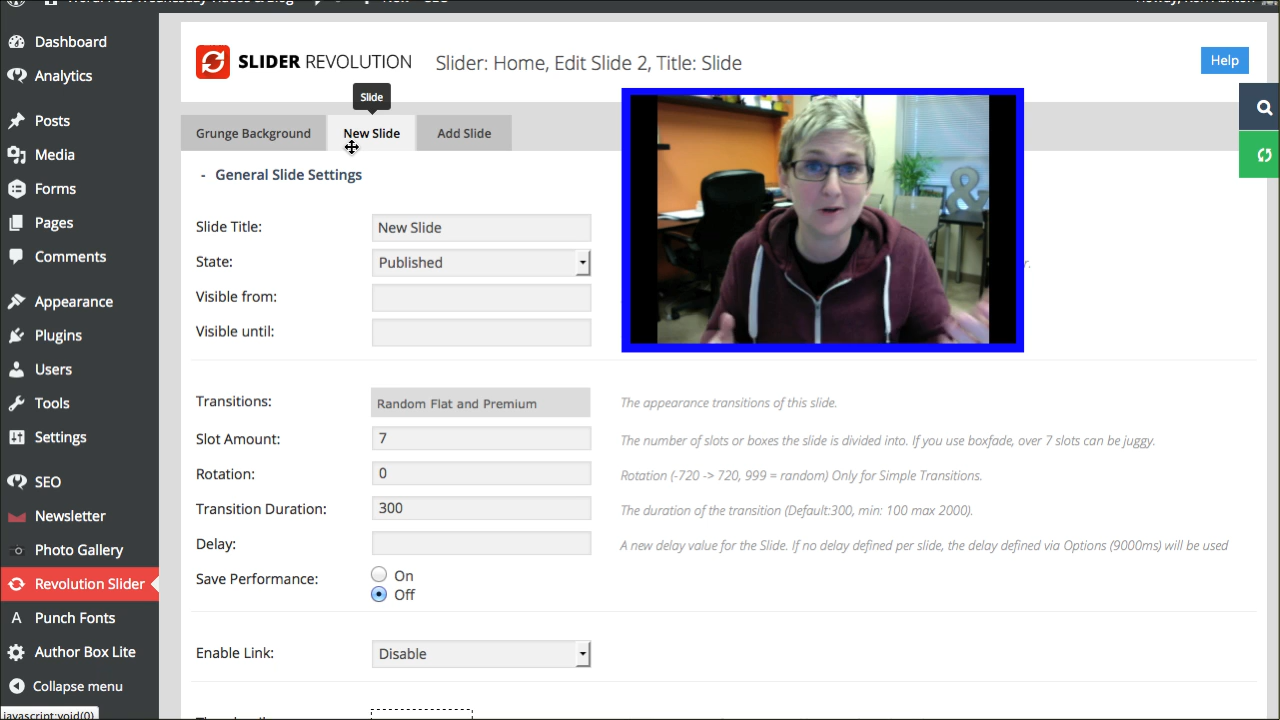 Dashboard
Analytics
Posts
Media
Forms
Pages
Comments
Appearance
Plugins
Users
Tools
Settings
SEO
Newsletter
Photo Gallery
Revolution Slider
Punch Fonts
Author Box Lite
Collapse menu
javascript:void(0)
SLIDER REVOLUTION
Slider: Home, Edit Slide 2, Title: Slide
Help
Slide
Grunge Background
New Slide
Add Slide
- General Slide Settings
Slide Title: New Slide
State: Published
r.
Visible from:
Visible until:
Transitions: Random Flat and Premium The appearance transitions of this slide.
Slot Amount: 7 The number of slots or boxes the slide is divided into. If you use boxfade, over 7 slots can be juggy.
Rotation: 0 Rotation (-720 -> 720, 999 = random) Only for Simple Transitions.
Transition Duration: 300 The duration of the transition (Default:300, min: 100 max 2000).
Delay: A new delay value for the Slide. If no delay defined per slide, the delay defined via Options (9000ms) will be used
Save Performance: On
Off
Enable Link: Disable
&